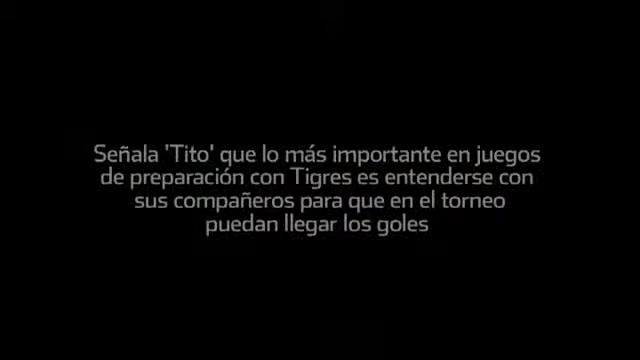 Señala 'Tito' que lo más importante en juegos
de preparación con Tigres es entenderse con
sus compañeros para que en el torneo
puedan llegar los goles